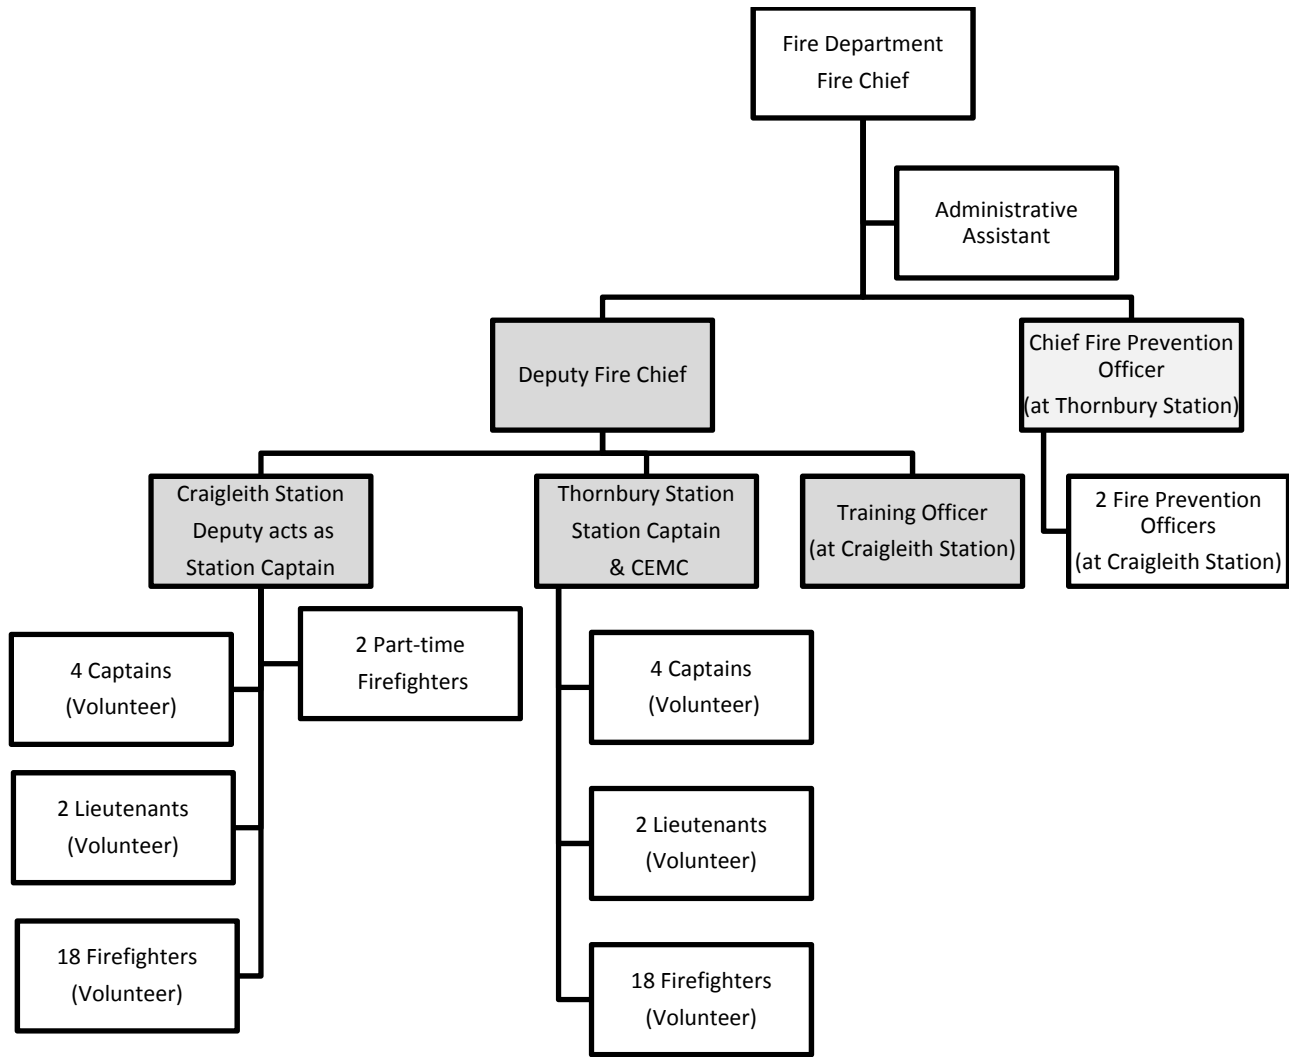 Fire Department
Fire Chief
Administrative
Assistant
Deputy Fire Chief
Chief Fire Prevention
Officer
(at Thornbury Station)
Craigleith Station
Deputy acts as
Station Captain
Thornbury Station
Station Captain
& CEMC
Training Officer
(at Craigleith Station)
2 Fire Prevention
Officers
(at Craigleith Station)
4 Captains
(Volunteer)
2 Part-time
Firefighters
2 Lieutenants
(Volunteer)
18 Firefighters
(Volunteer)
4 Captains
(Volunteer)
2 Lieutenants
(Volunteer)
18 Firefighters
(Volunteer)